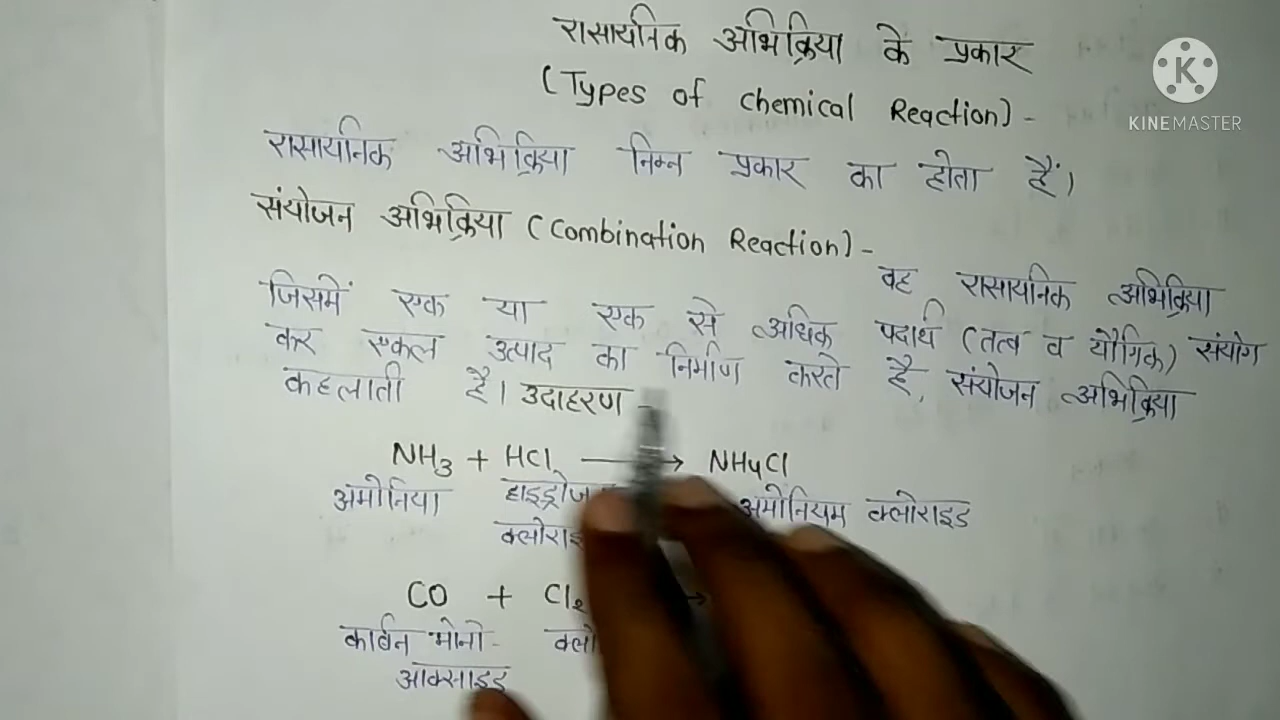 रासायनिक अभिक्रिया के प्रकार
(Types of chemical Reaction) -
K
KINEMASTER
रासायनिक अभिक्रिया निम्न प्रकार का होता हैं।
संयोजन अभिक्रिया (Combination Reaction) -
वह रासायनिक अभिक्रिया
जिसमें एक या एक से अधिक पदार्थ (तत्व व यौगिक) संयोग
कर एकल उत्पाद का निर्माण करते है, संयोजन अभिक्रिया
कहलाती है। उदाहरण -
NH₃ + HCl ⟶ NH₄Cl
अमोनिया अमोनियम क्लोराइड
CO + Cl₂ →
कार्बन मोनो-
आक्साइड